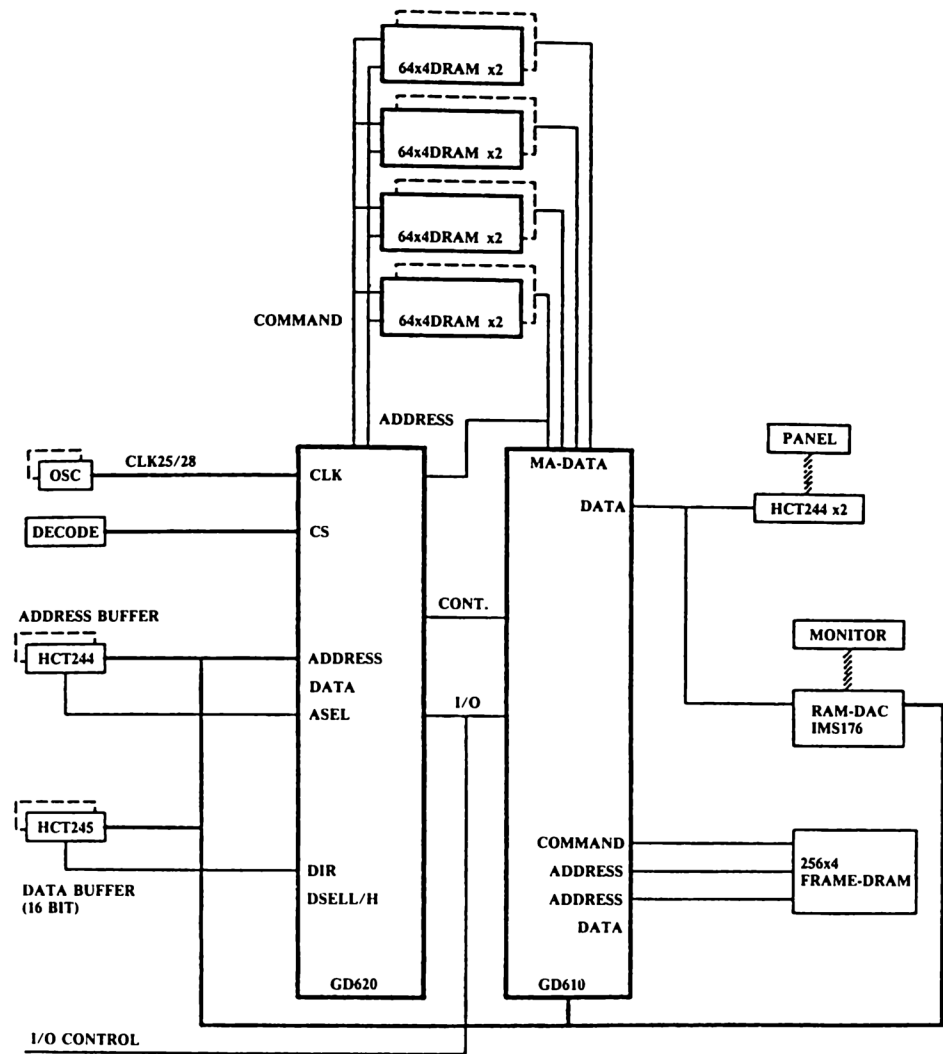 64x4DRAM x2
64x4DRAM x2
64x4DRAM x2
64x4DRAM x2
COMMAND
ADDRESS
CLK25/28
OSC
CLK
MA-DATA
PANEL
DATA
HCT244 x2
DECODE
CS
CONT.
ADDRESS BUFFER
HCT244
ADDRESS
DATA
ASEL
I/O
MONITOR
RAM-DAC
IMS176
HCT245
DIR
DATA BUFFER
(16 BIT)
DSELL/H
COMMAND
ADDRESS
ADDRESS
DATA
256x4
FRAME-DRAM
GD620
GD610
I/O CONTROL